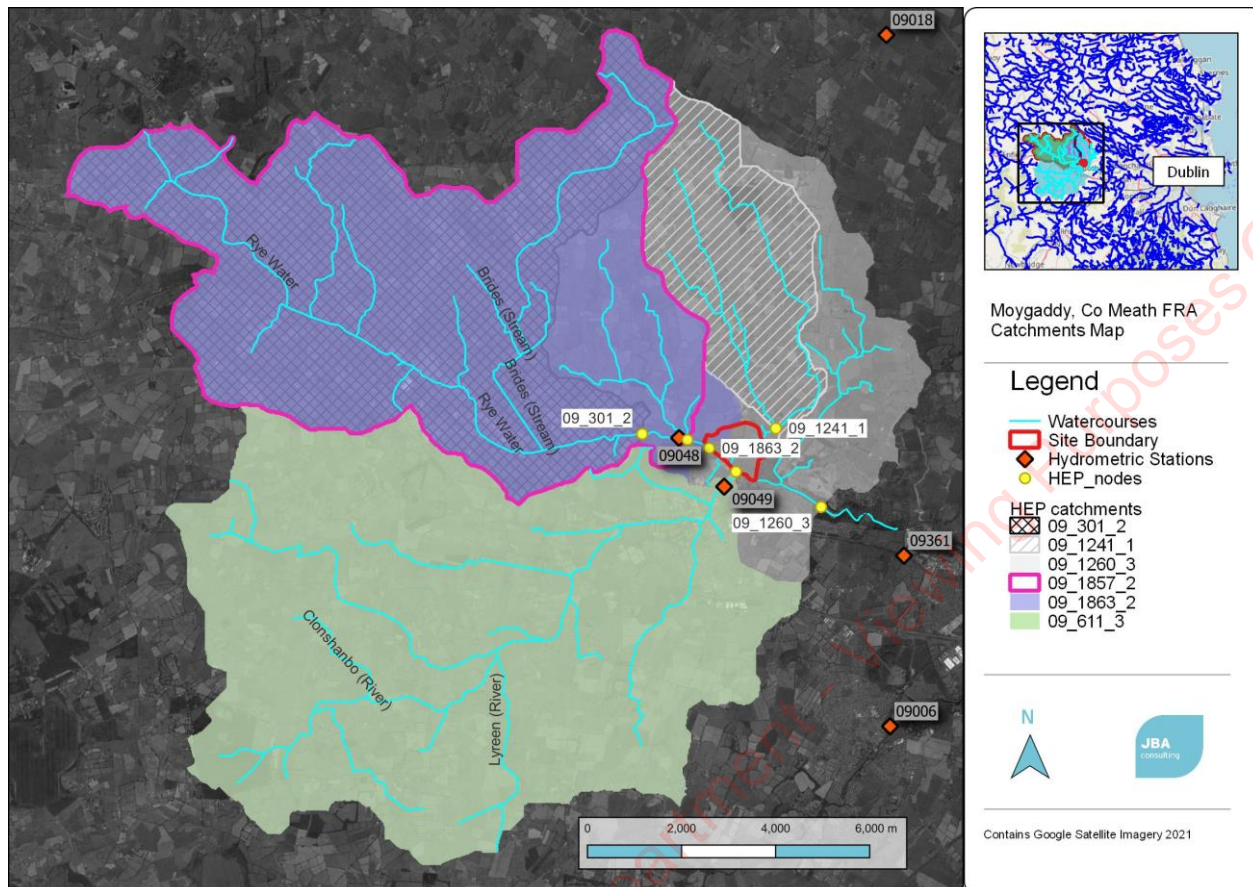 09018
Rye Water
Brides (Stream)
Brides (Stream)
Rye Water
09_301_2
09_1241_1
09048
09_1863_2
09049
09_1260_3
09361
Clonshanbo (River)
Lyreen (River)
09006
0 2,000 4,000 6,000 m
Dublin
Moygaddy, Co Meath FRA
Catchments Map
Legend
Watercourses
Site Boundary
Hydrometric Stations
HEP_nodes
HEP catchments
09_301_2
09_1241_1
09_1260_3
09_1857_2
09_1863_2
09_611_3
N
JBA
consulting
Contains Google Satellite Imagery 2021
Viewing Purposes